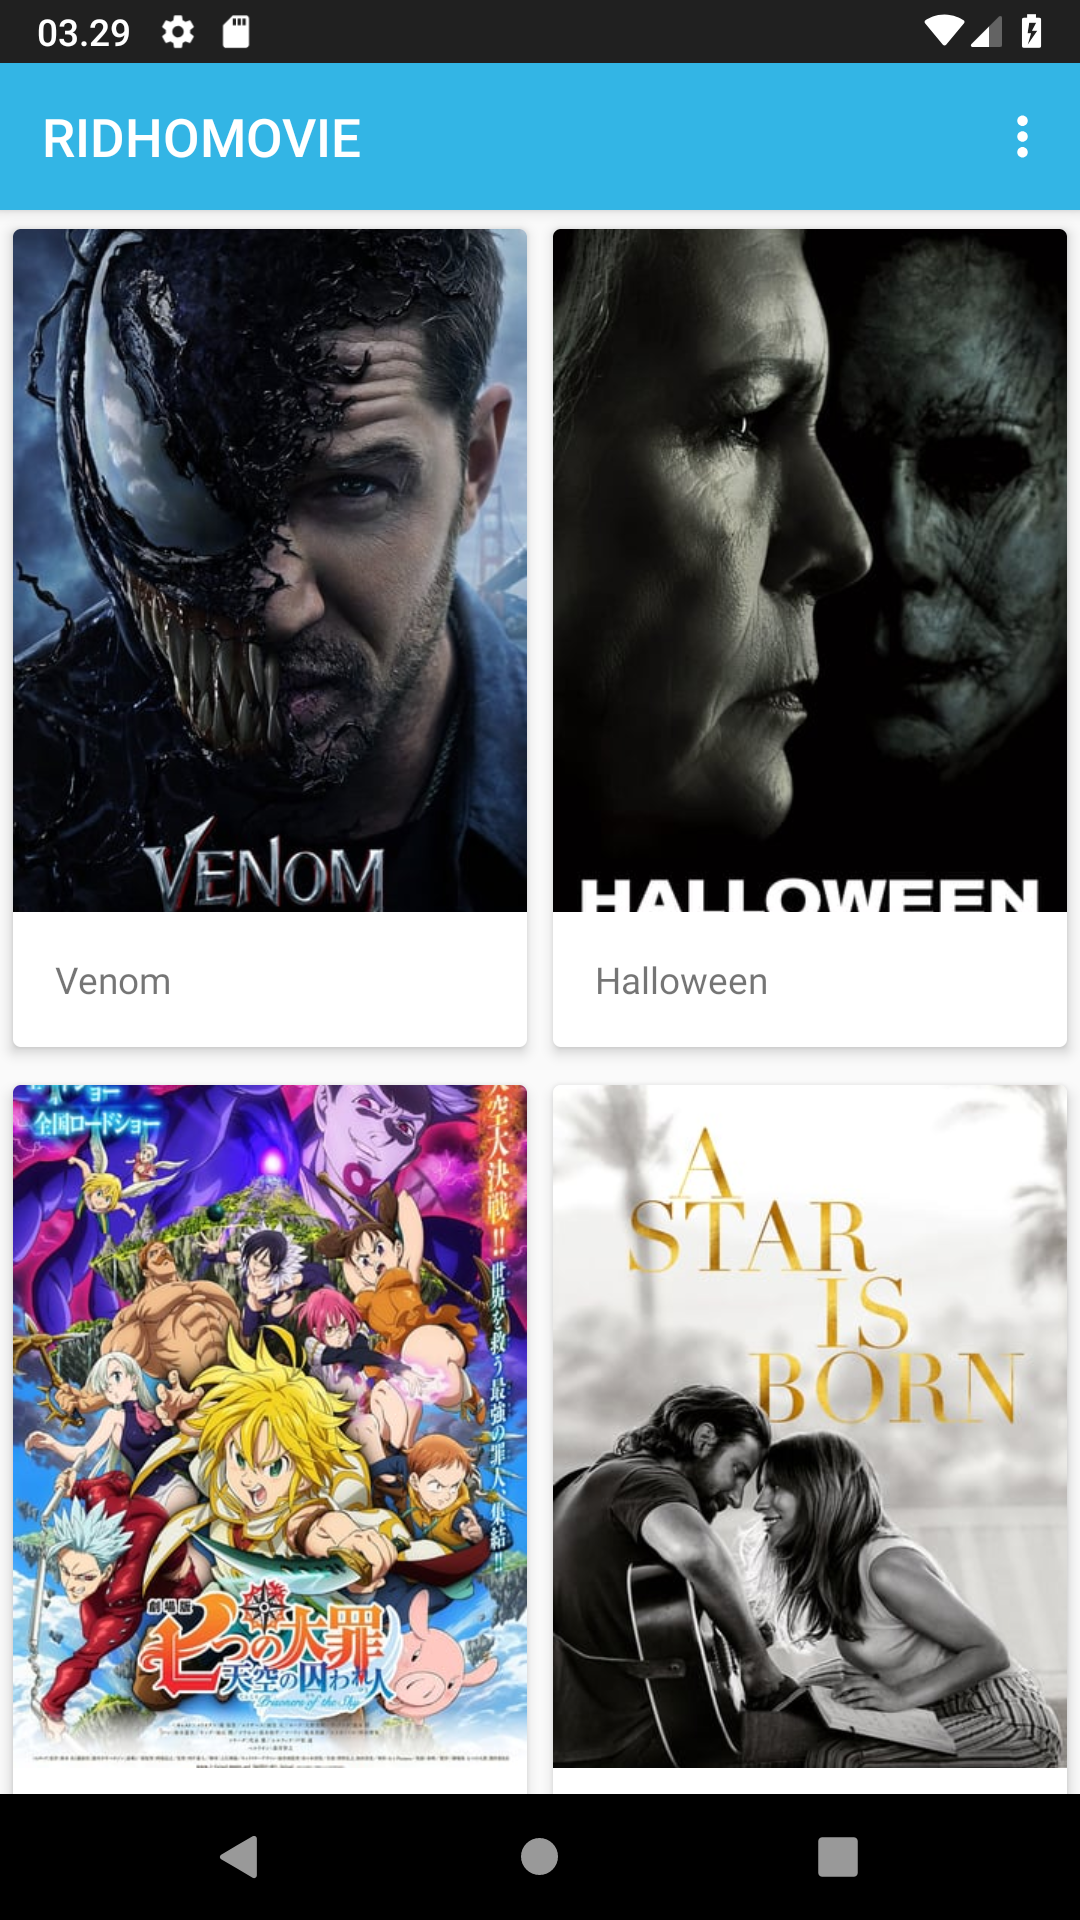 03.29
RIDHOMOVIE
VENOM
HALLOWEEN
Venom
Halloween
全国ロードショー
空大決戦!!
世界を救う最強の罪人、集結!!
A
STAR
IS
BORN
劇場版
七つの大罪
天空の囚われ人
Prisoners of the Sky